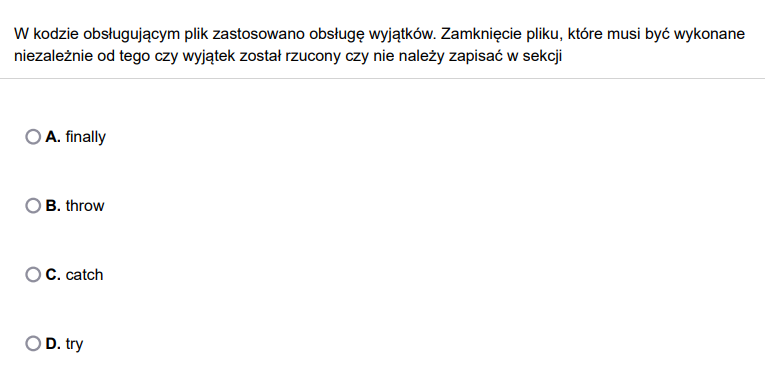 W kodzie obsługującym plik zastosowano obsługę wyjątków. Zamknięcie pliku, które musi być wykonane
niezależnie od tego czy wyjątek został rzucony czy nie należy zapisać w sekcji
A. finally
B. throw
C. catch
D. try